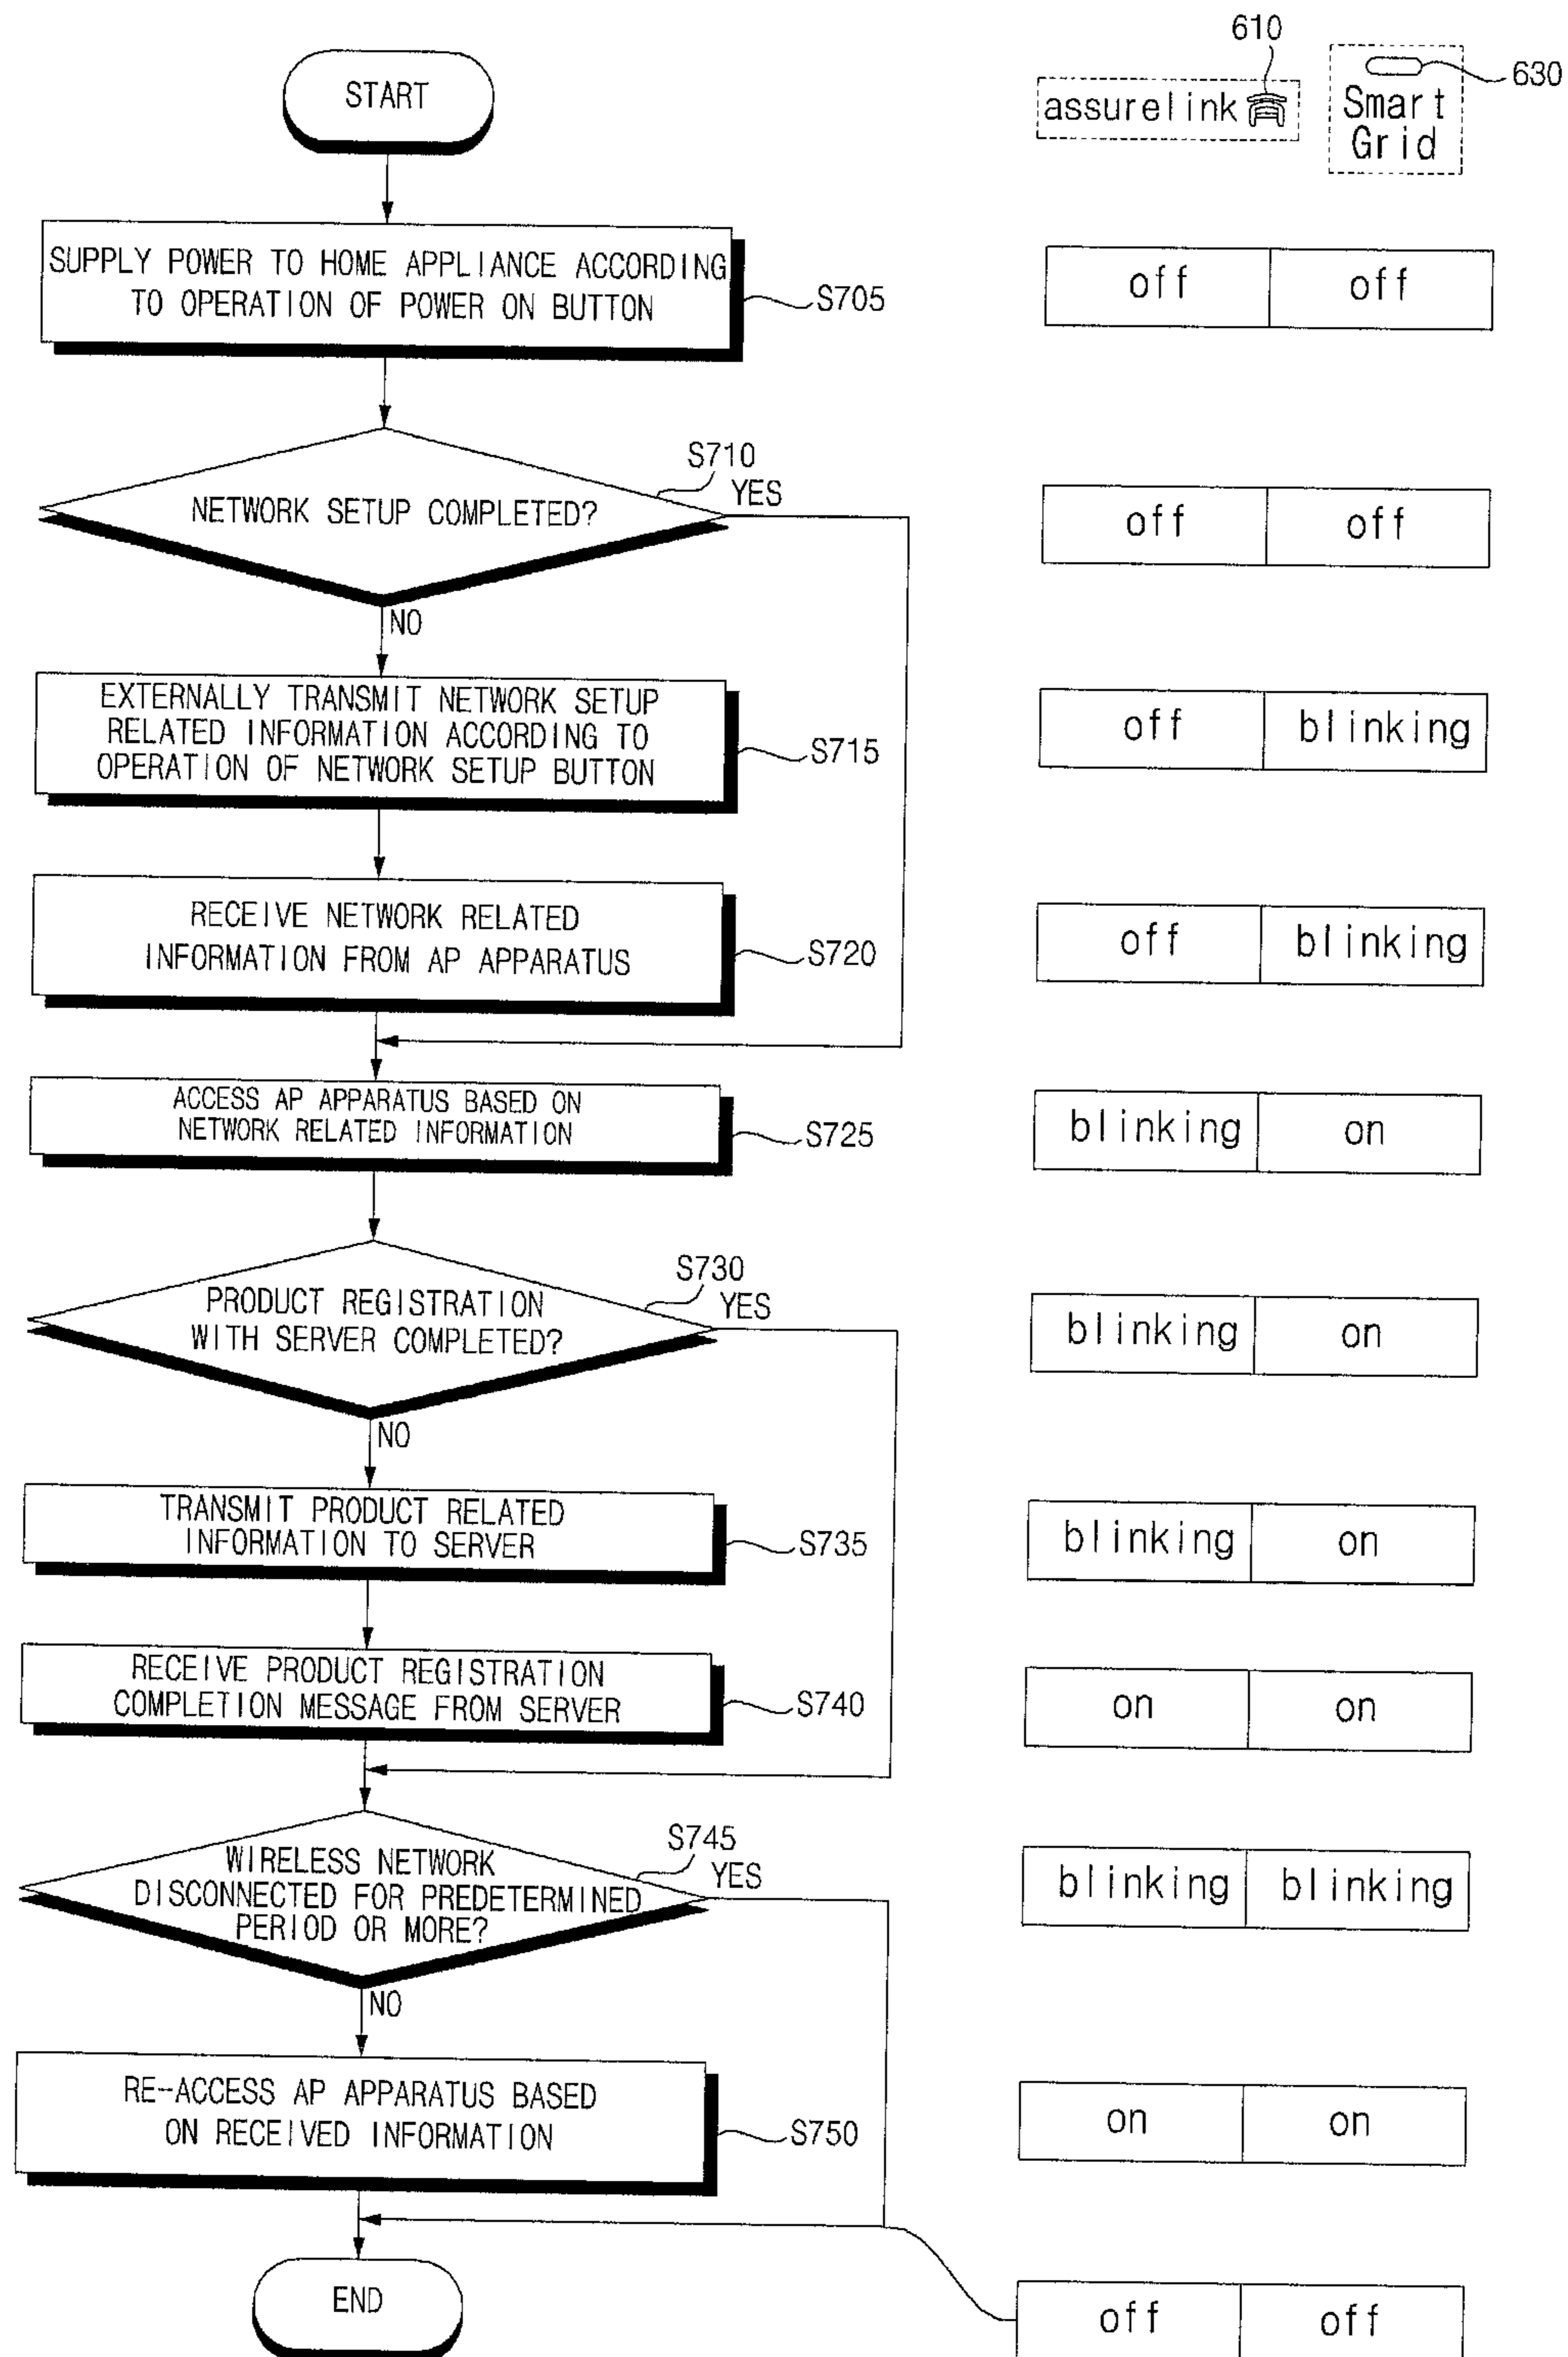 610
630
assurelink
Smart
Grid
START
SUPPLY POWER TO HOME APPLIANCE ACCORDING
TO OPERATION OF POWER ON BUTTON
S705
off off
NETWORK SETUP COMPLETED?
S710
YES
NO
off off
EXTERNALLY TRANSMIT NETWORK SETUP
RELATED INFORMATION ACCORDING TO
OPERATION OF NETWORK SETUP BUTTON
S715
off blinking
RECEIVE NETWORK RELATED
INFORMATION FROM AP APPARATUS
S720
off blinking
ACCESS AP APPARATUS BASED ON
NETWORK RELATED INFORMATION
S725
blinking on
PRODUCT REGISTRATION
WITH SERVER COMPLETED?
S730
YES
NO
blinking on
TRANSMIT PRODUCT RELATED
INFORMATION TO SERVER
S735
blinking on
RECEIVE PRODUCT REGISTRATION
COMPLETION MESSAGE FROM SERVER
S740
on on
WIRELESS NETWORK
DISCONNECTED FOR PREDETERMINED
PERIOD OR MORE?
S745
YES
NO
blinking blinking
RE-ACCESS AP APPARATUS BASED
ON RECEIVED INFORMATION
S750
on on
END
off off